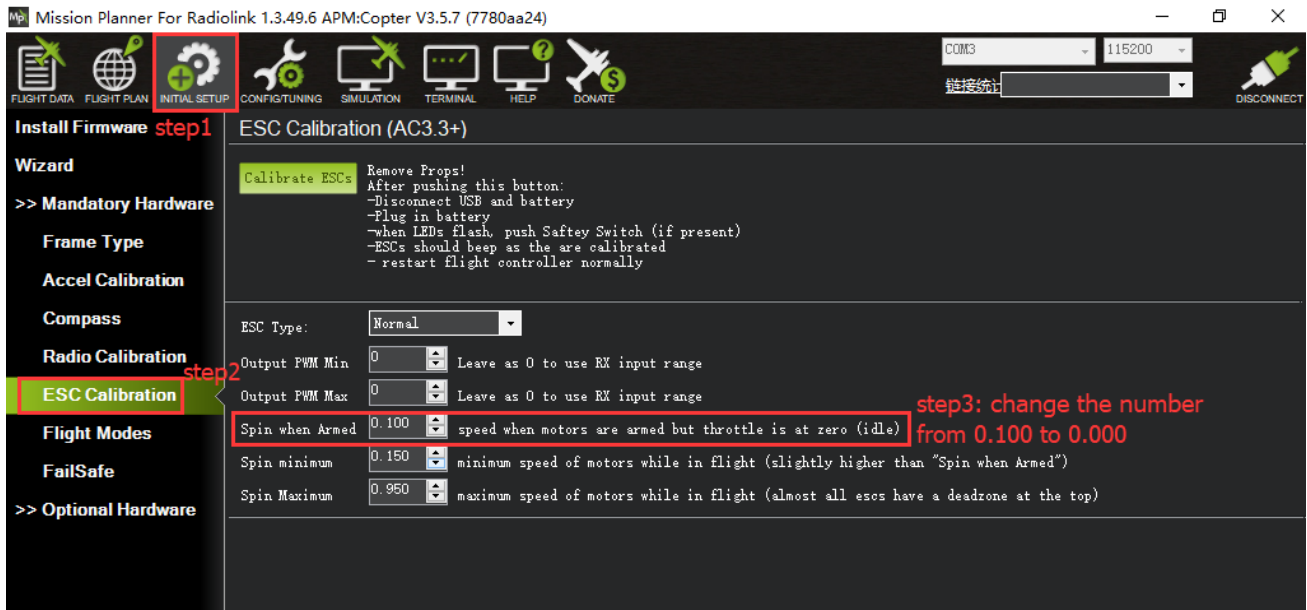 Mission Planner For Radiolink 1.3.49.6 APM:Copter V3.5.7 (7780aa24)
FLIGHT DATA FLIGHT PLAN INITIAL SETUP CONFIG/TUNING SIMULATION TERMINAL HELP DONATE
COM3 115200
链接统计
DISCONNECT
Install Firmware step1
Wizard
>> Mandatory Hardware
Frame Type
Accel Calibration
Compass
Radio Calibration
step2
ESC Calibration
Flight Modes
FailSafe
>> Optional Hardware
ESC Calibration (AC3.3+)
Calibrate ESCs
Remove Props!
After pushing this button:
-Disconnect USB and battery
-Plug in battery
-when LEDs flash, push Saftey Switch (if present)
-ESCs should beep as the are calibrated
- restart flight controller normally
ESC Type: Normal
Output PWM Min 0 Leave as 0 to use RX input range
Output PWM Max 0 Leave as 0 to use RX input range
Spin when Armed 0.100 speed when motors are armed but throttle is at zero (idle)
step3: change the number
from 0.100 to 0.000
Spin minimum 0.150 minimum speed of motors while in flight (slightly higher than "Spin when Armed")
Spin Maximum 0.950 maximum speed of motors while in flight (almost all escs have a deadzone at the top)